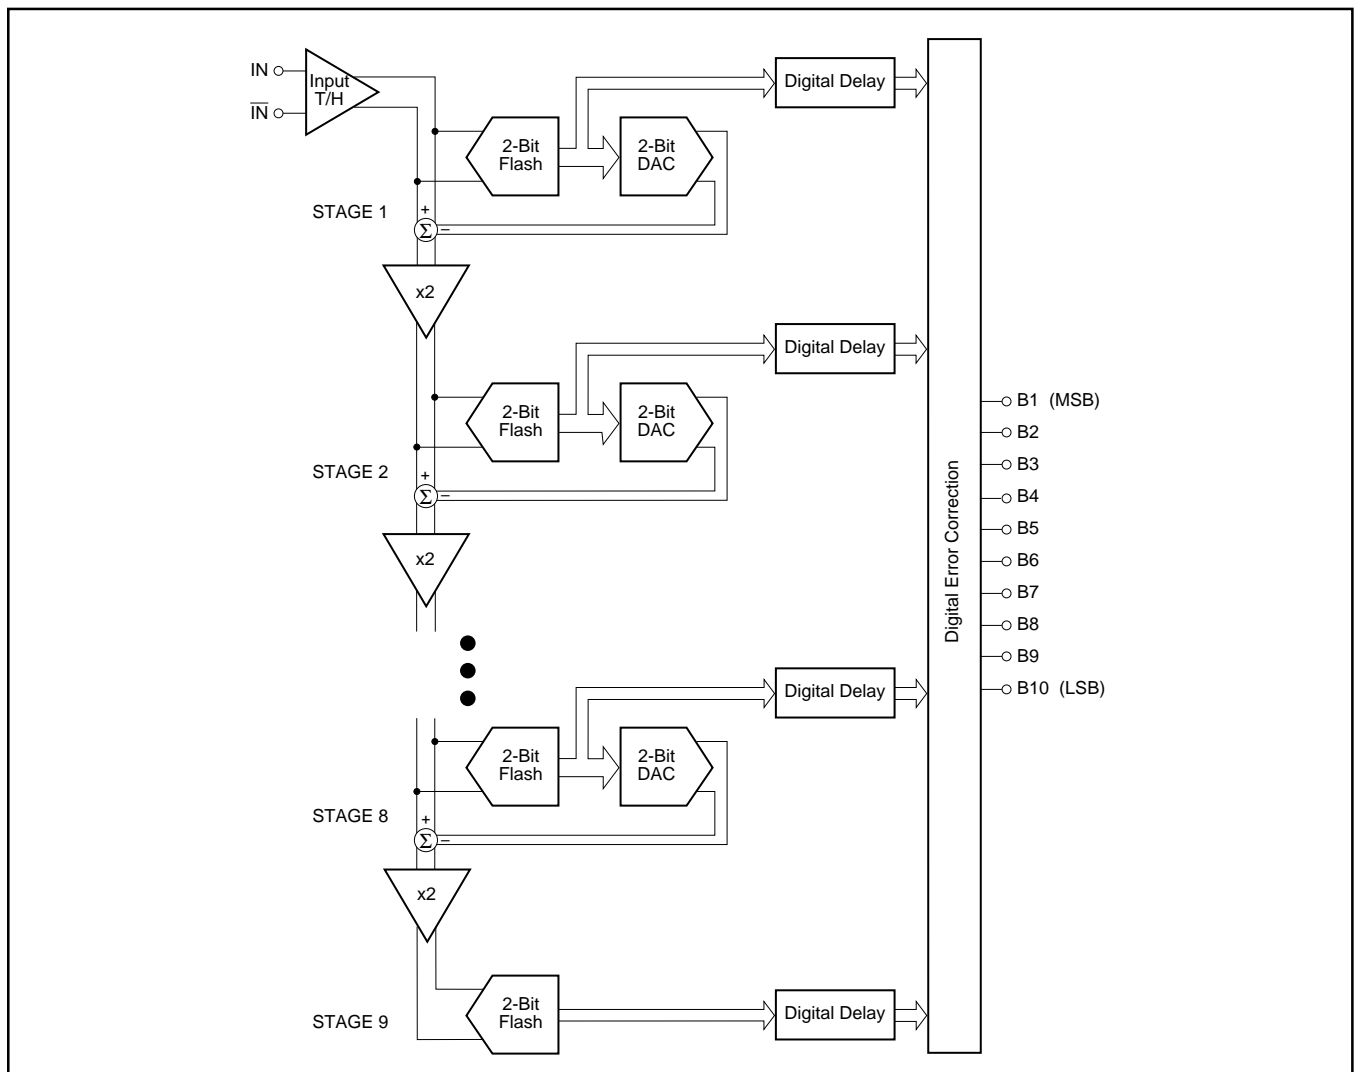 IN
Input
T/H
I̅N̅
Digital Delay
2-Bit
Flash
2-Bit
DAC
STAGE 1
+
Σ
–
x2
Digital Delay
2-Bit
Flash
2-Bit
DAC
STAGE 2
+
Σ
–
x2
Digital Error Correction
B1 (MSB)
B2
B3
B4
B5
B6
B7
B8
B9
B10 (LSB)
Digital Delay
2-Bit
Flash
2-Bit
DAC
STAGE 8
+
Σ
–
x2
2-Bit
Flash
Digital Delay
STAGE 9